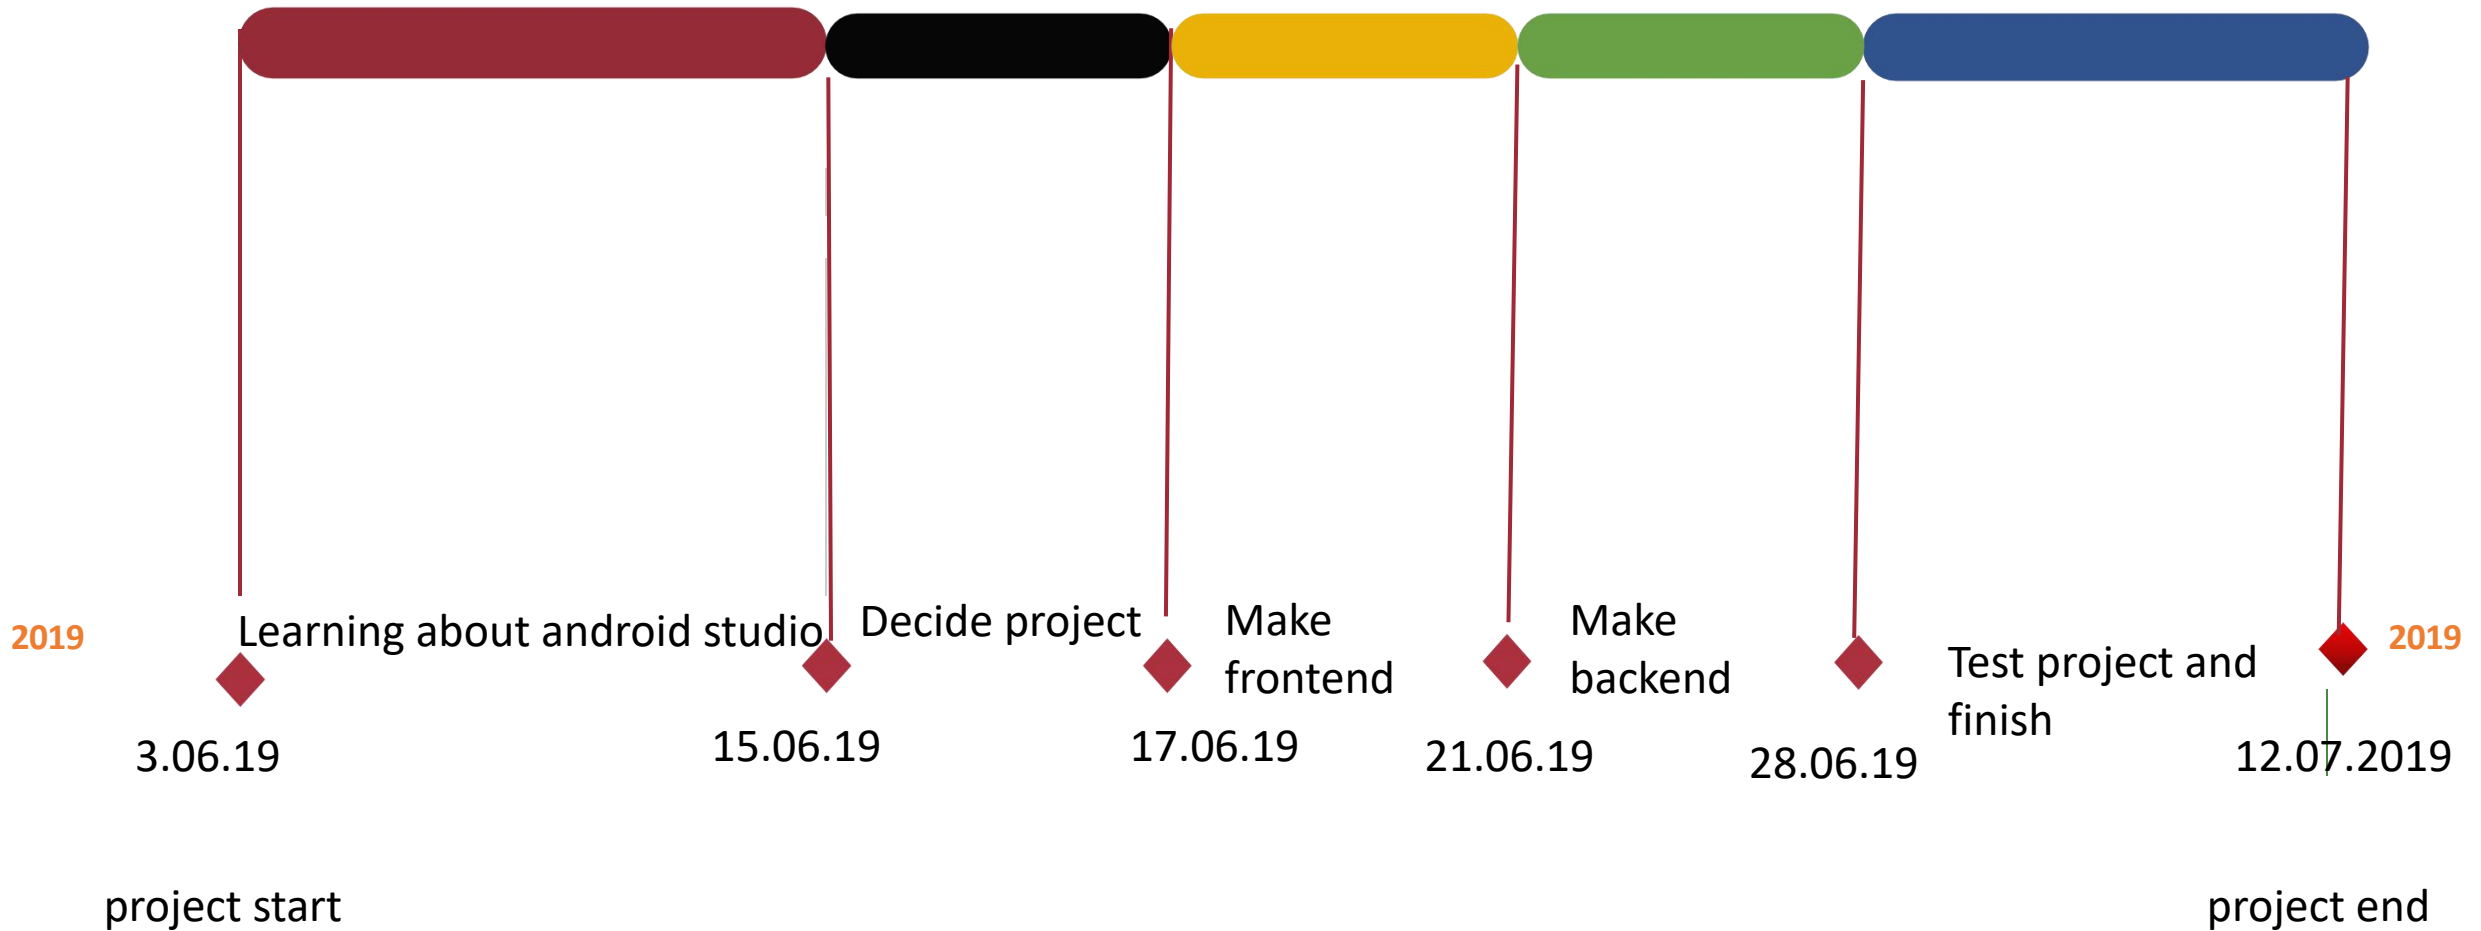 2019
Learning about android studio
Decide project
Make
frontend
Make
backend
Test project and
finish
2019
3.06.19
15.06.19
17.06.19
21.06.19
28.06.19
12.07.2019
project start
project end